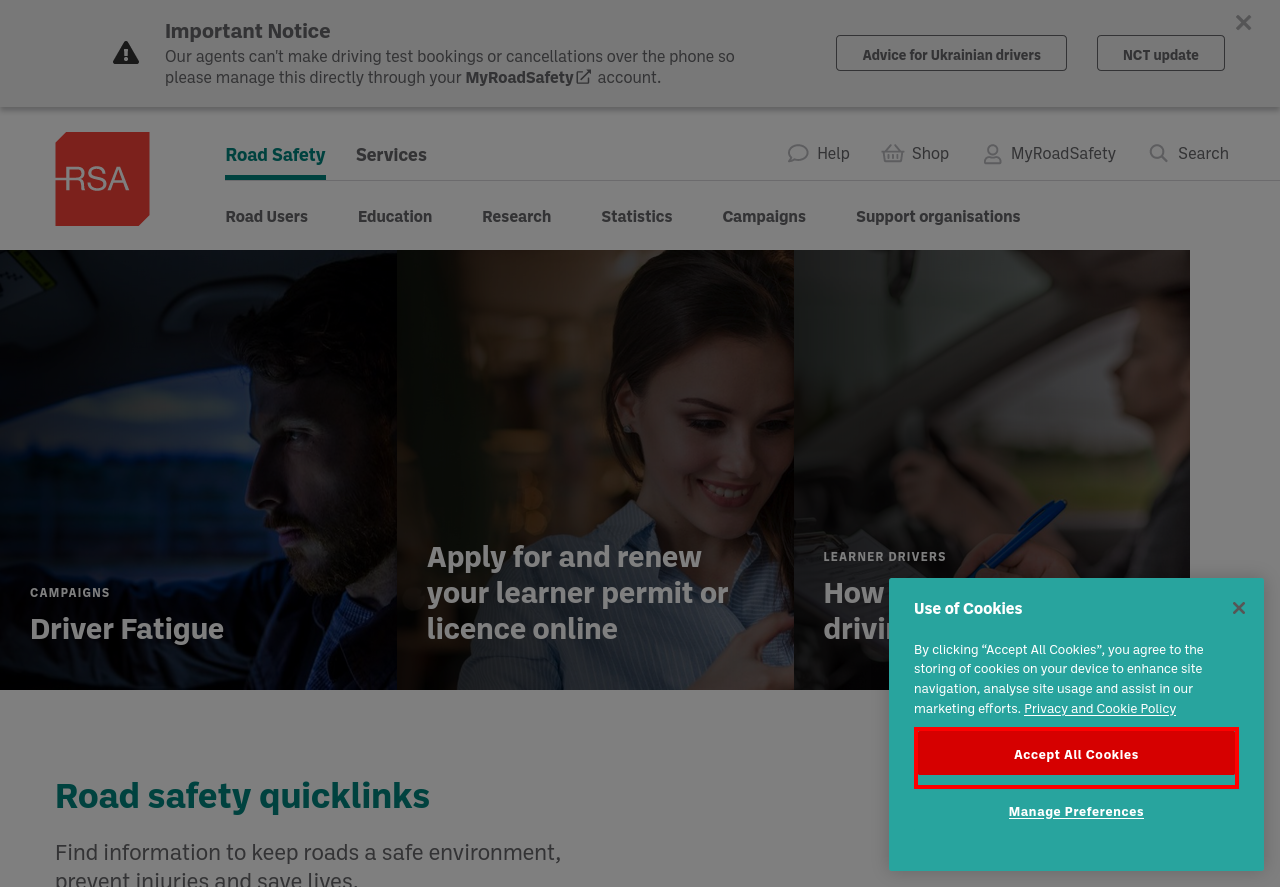 Important Notice
Our agents can't make driving test bookings or cancellations over the phone so
please manage this directly through your MyRoadSafety account.
Advice for Ukrainian drivers
NCT update
RSA
Road Safety
Services
Help
Shop
MyRoadSafety
Search
Road Users
Education
Research
Statistics
Campaigns
Support organisations
CAMPAIGNS
Driver Fatigue
Apply for and renew
your learner permit or
licence online
LEARNER DRIVERS
How
Use of Cookies
By clicking “Accept All Cookies”, you agree to the
storing of cookies on your device to enhance site
navigation, analyse site usage and assist in our
marketing efforts. Privacy and Cookie Policy
Accept All Cookies
Manage Preferences
Road safety quicklinks
Find information to keep roads a safe environment,
prevent injuries and save lives.